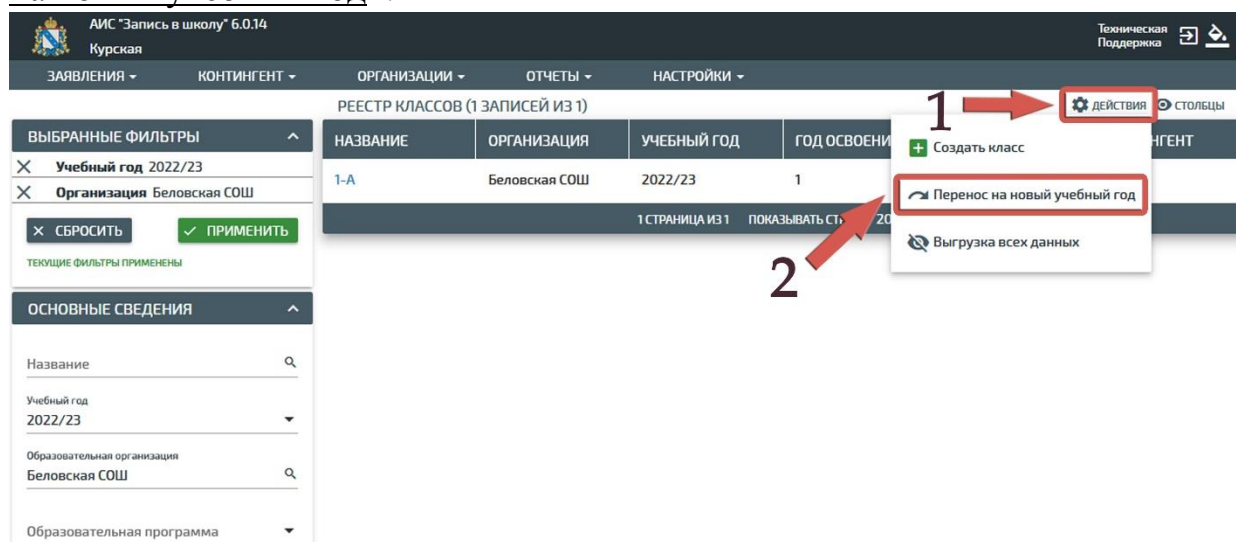 АИС "Запись в школу" 6.0.14
Курская
Техническая
Поддержка
ЗАЯВЛЕНИЯ
КОНТИНГЕНТ
ОРГАНИЗАЦИИ
ОТЧЕТЫ
НАСТРОЙКИ
РЕЕСТР КЛАССОВ (1 ЗАПИСЕЙ ИЗ 1)
1
ДЕЙСТВИЯ
СТОЛБЦЫ
ВЫБРАННЫЕ ФИЛЬТРЫ
Учебный год 2022/23
Организация Беловская СОШ
СБРОСИТЬ
ПРИМЕНИТЬ
ТЕКУЩИЕ ФИЛЬТРЫ ПРИМЕНЕНЫ
НАЗВАНИЕ ОРГАНИЗАЦИЯ УЧЕБНЫЙ ГОД ГОД ОСВОЕНИ НГЕНТ
1-А Беловская СОШ 2022/23 1
1 СТРАНИЦА ИЗ 1 ПОКАЗЫВАТЬ СТ 20
Создать класс
Перенос на новый учебный год
Выгрузка всех данных
2
ОСНОВНЫЕ СВЕДЕНИЯ
Название
Учебный год
2022/23
Образовательная организация
Беловская СОШ
Образовательная программа